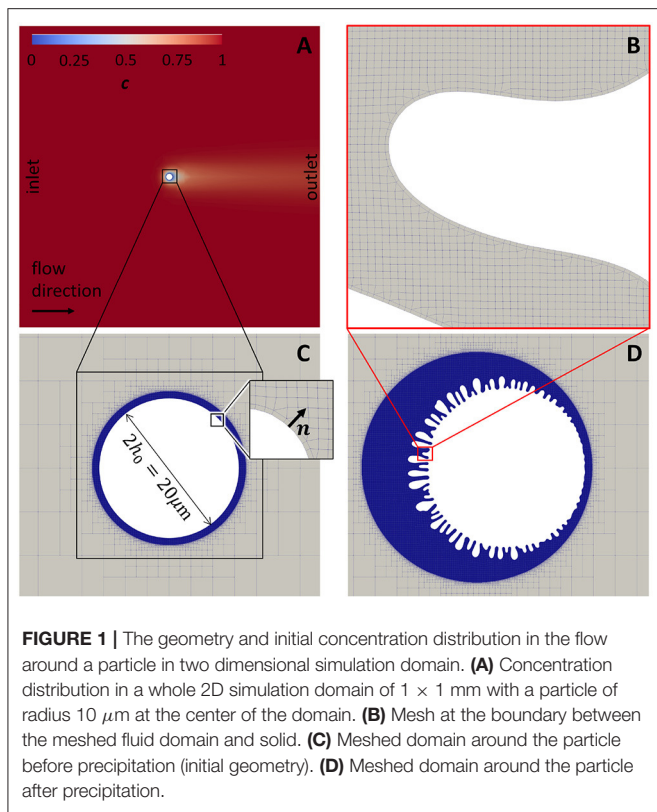 A
0 0.25 0.5 0.75 1
c
inlet
outlet
flow
direction
B
C
n
2h₀ = 20μm
D
FIGURE 1 | The geometry and initial concentration distribution in the flow
around a particle in two dimensional simulation domain. (A) Concentration
distribution in a whole 2D simulation domain of 1 × 1 mm with a particle of
radius 10 μm at the center of the domain. (B) Mesh at the boundary between
the meshed fluid domain and solid. (C) Meshed domain around the particle
before precipitation (initial geometry). (D) Meshed domain around the particle
after precipitation.